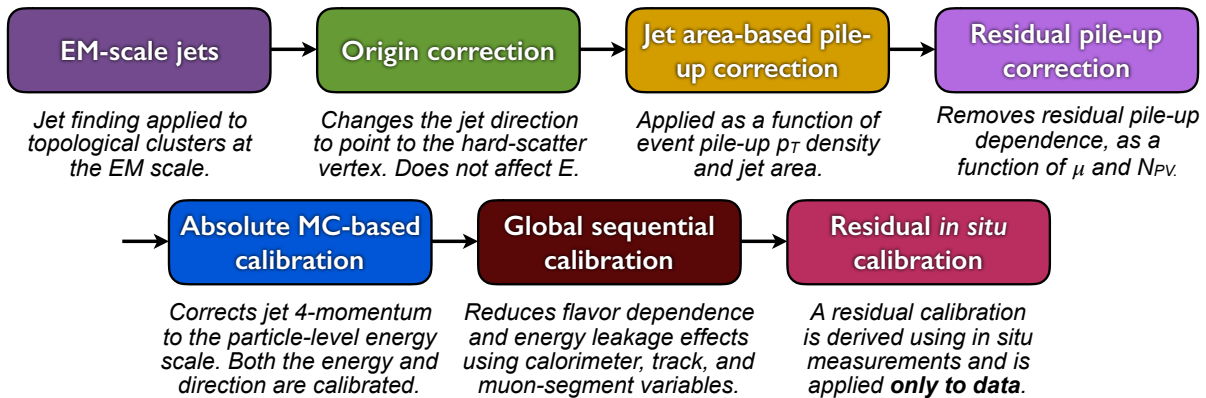 EM-scale jets
Jet finding applied to
topological clusters at
the EM scale.
Origin correction
Changes the jet direction
to point to the hard-scatter
vertex. Does not affect E.
Jet area-based pile-
up correction
Applied as a function of
event pile-up pT density
and jet area.
Residual pile-up
correction
Removes residual pile-up
dependence, as a
function of μ and NPV.
Absolute MC-based
calibration
Corrects jet 4-momentum
to the particle-level energy
scale. Both the energy and
direction are calibrated.
Global sequential
calibration
Reduces flavor dependence
and energy leakage effects
using calorimeter, track, and
muon-segment variables.
Residual in situ
calibration
A residual calibration
is derived using in situ
measurements and is
applied only to data.